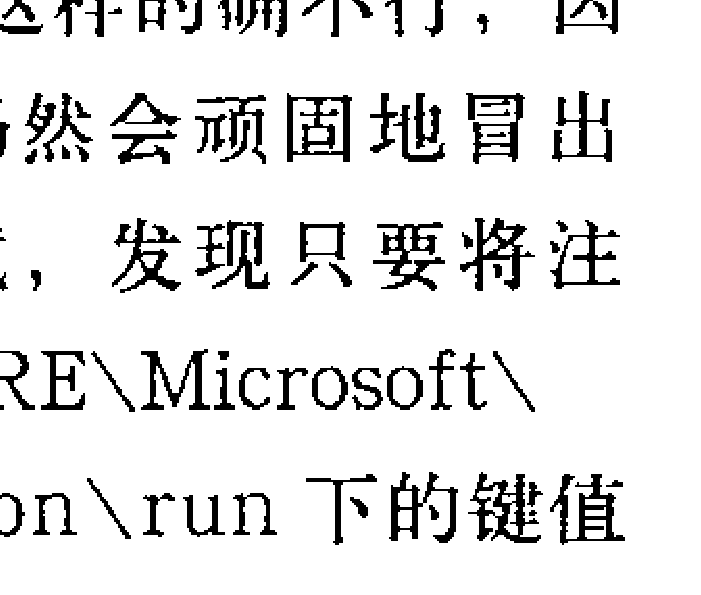 这样的确不行，因
然会顽固地冒出
，发现只要将注
RE\Microsoft\
on\run 下的键值